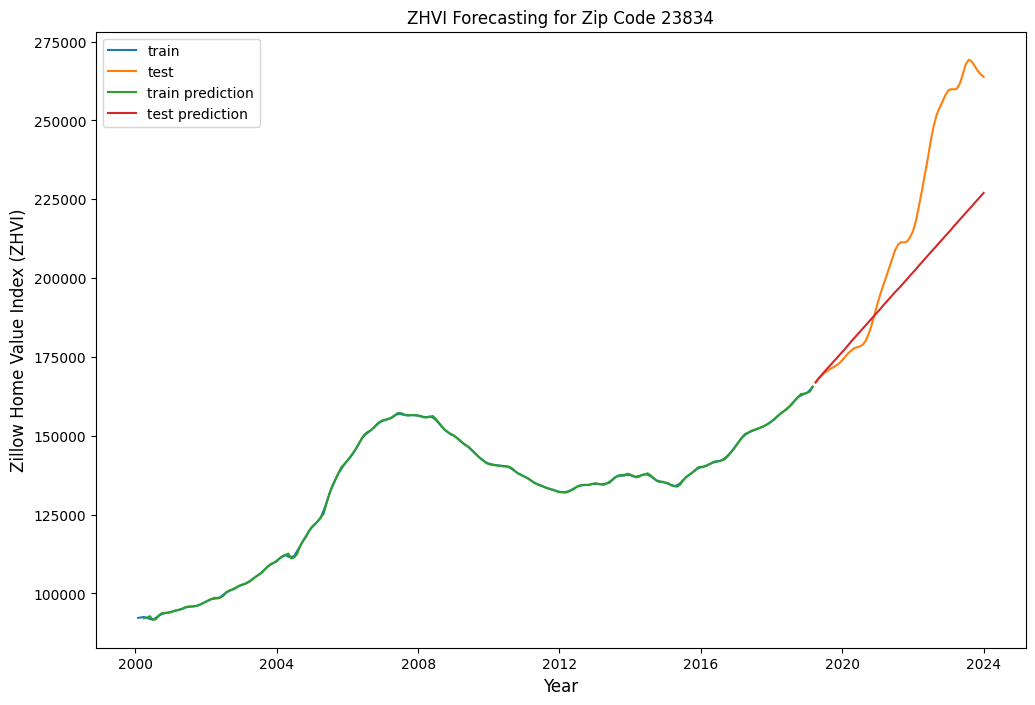 ZHVI Forecasting for Zip Code 23834
train
test
train prediction
test prediction
Zillow Home Value Index (ZHVI)
275000
250000
225000
200000
175000
150000
125000
100000
2000
2004
2008
2012
2016
2020
2024
Year